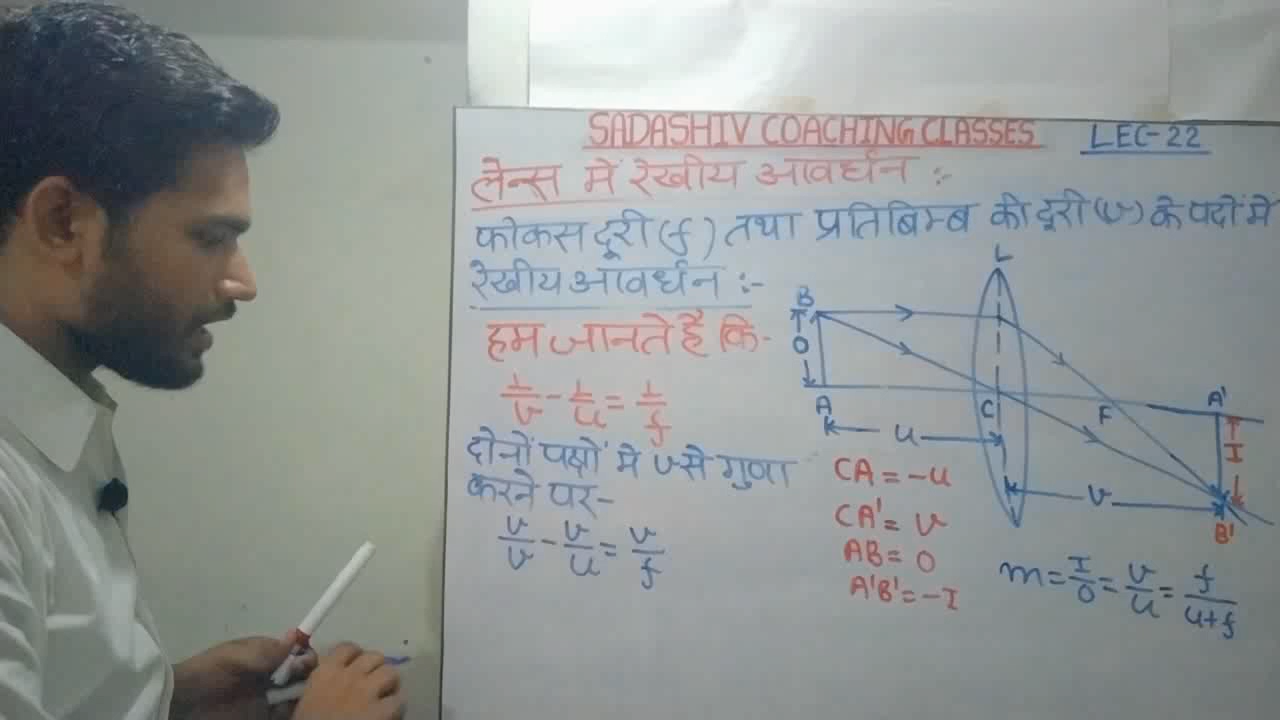 SADASHIV COACHING CLASSES LEC-22
लेन्स में रेखीय आवर्धन :-
फोकस दूरी (f) तथा प्रतिबिम्ब की दूरी (v) के पदों में
रेखीय आवर्धन :-
हम जानते है कि-
1/v - 1/u = 1/f
दोनों पक्षों में v से गुणा
करने पर-
v/v - v/u = v/f
L
B
O
A
C
F
A'
I
B'
u
v
CA = -u
CA' = v
AB = O
A'B' = -I
m = I/O = v/u = f/u+f